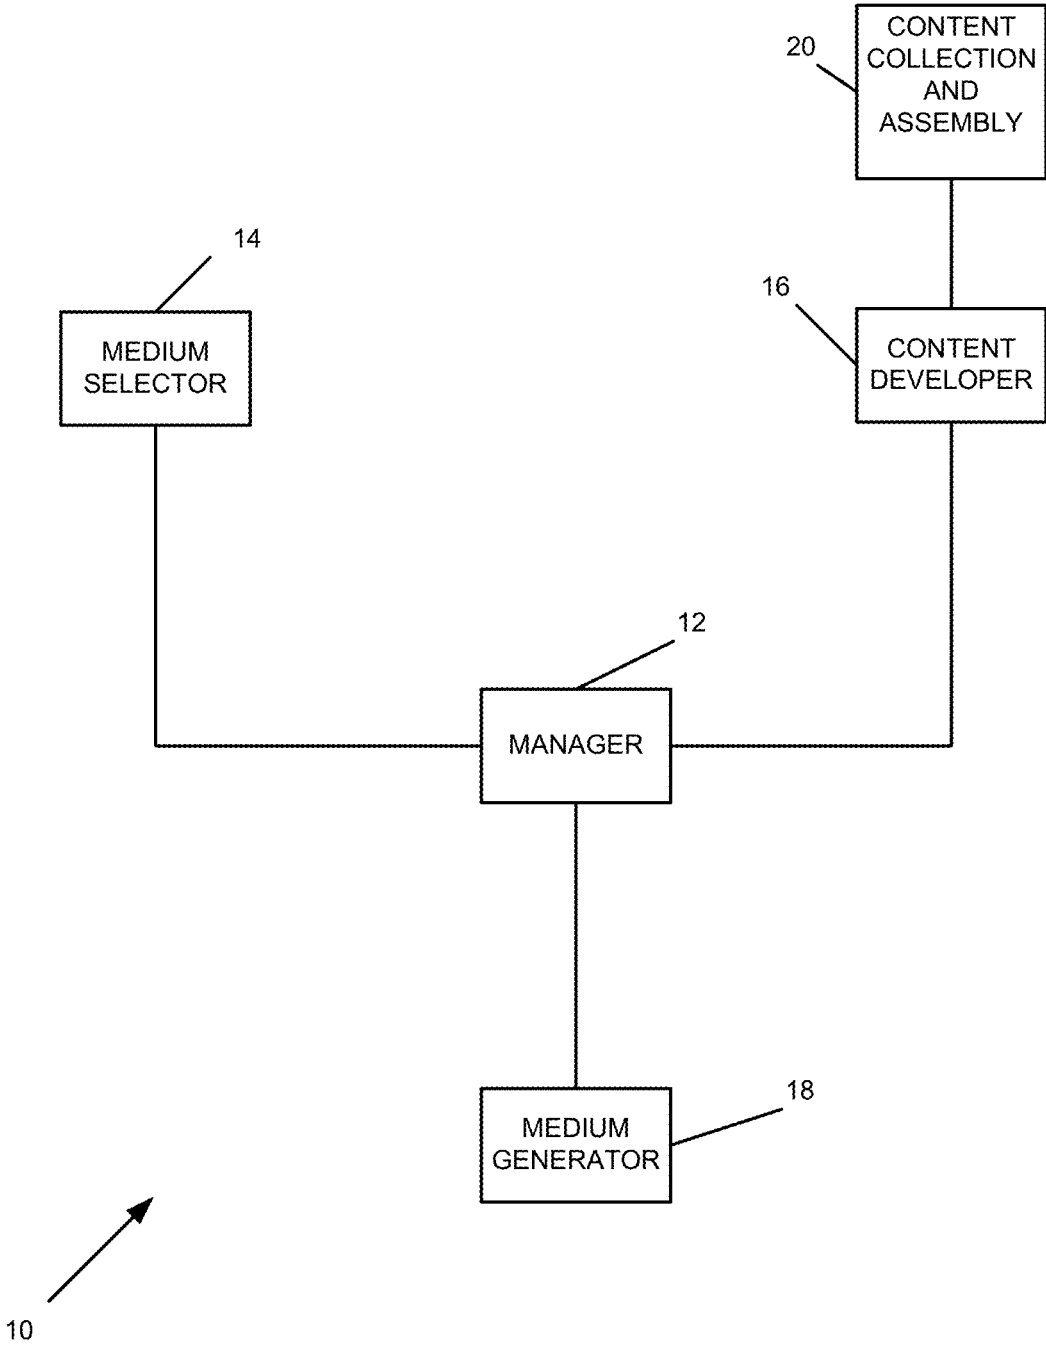 20
CONTENT
COLLECTION
AND
ASSEMBLY
14
MEDIUM
SELECTOR
16
CONTENT
DEVELOPER
12
MANAGER
18
MEDIUM
GENERATOR
10